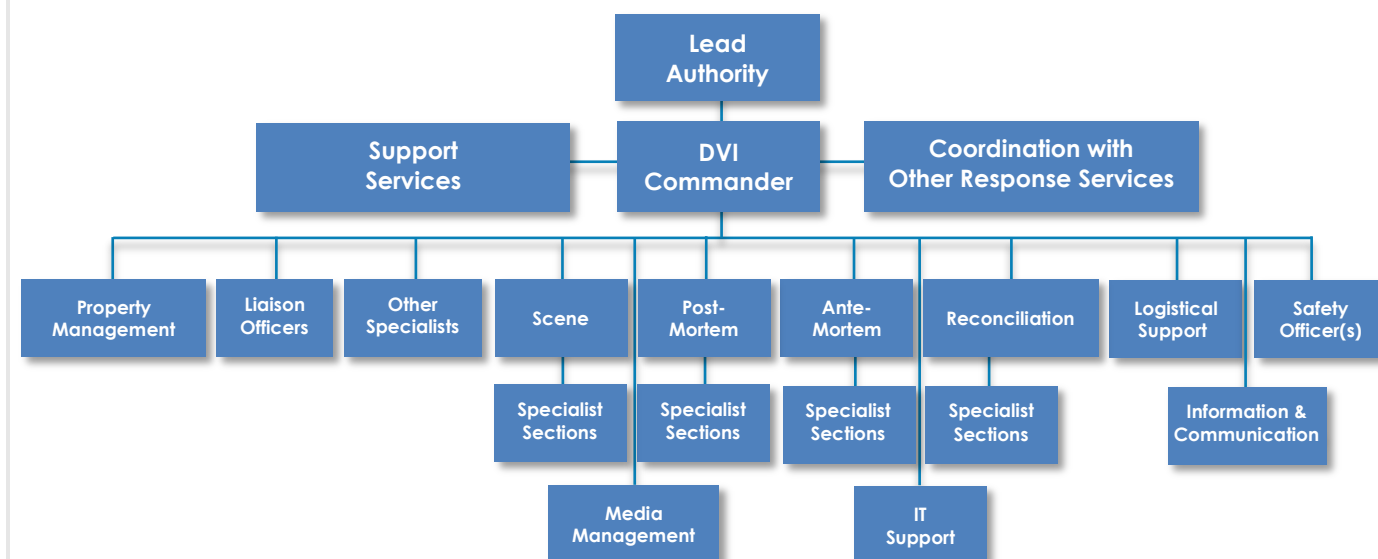 Lead
Authority
Support
Services
DVI
Commander
Coordination with
Other Response Services
Property
Management
Liaison
Officers
Other
Specialists
Scene
Post-
Mortem
Ante-
Mortem
Reconciliation
Logistical
Support
Safety
Officer(s)
Specialist
Sections
Specialist
Sections
Specialist
Sections
Specialist
Sections
Information &
Communication
Media
Management
IT
Support